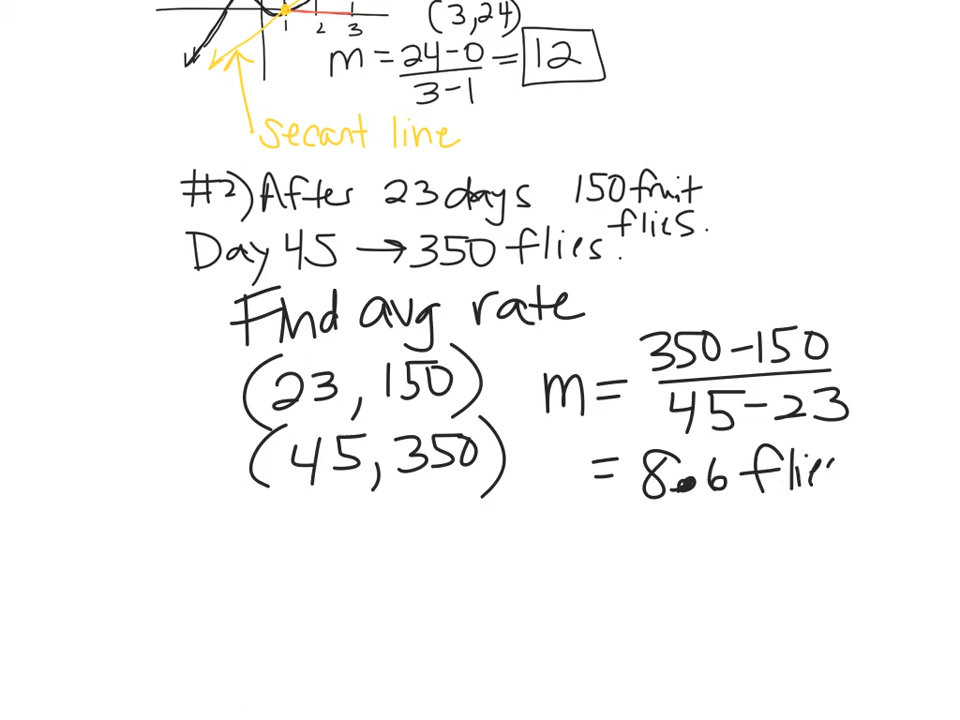 1 2 3
(3,24)
m = 24-0 / 3-1 = 12
secant line
#2) After 23 days 150 fruit flies.
Day 45 → 350 flies.
Find avg rate
(23, 150)
(45, 350)
m = 350-150 / 45-23
= 8.6 flies